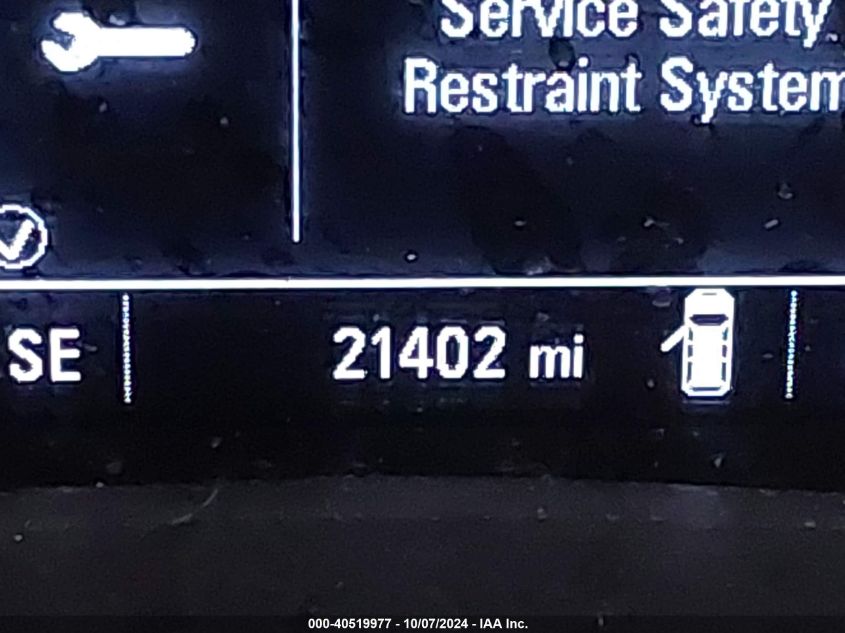 Service Safety
Restraint System
SE
21402 mi
000-40519977 - 10/07/2024 - IAA Inc.